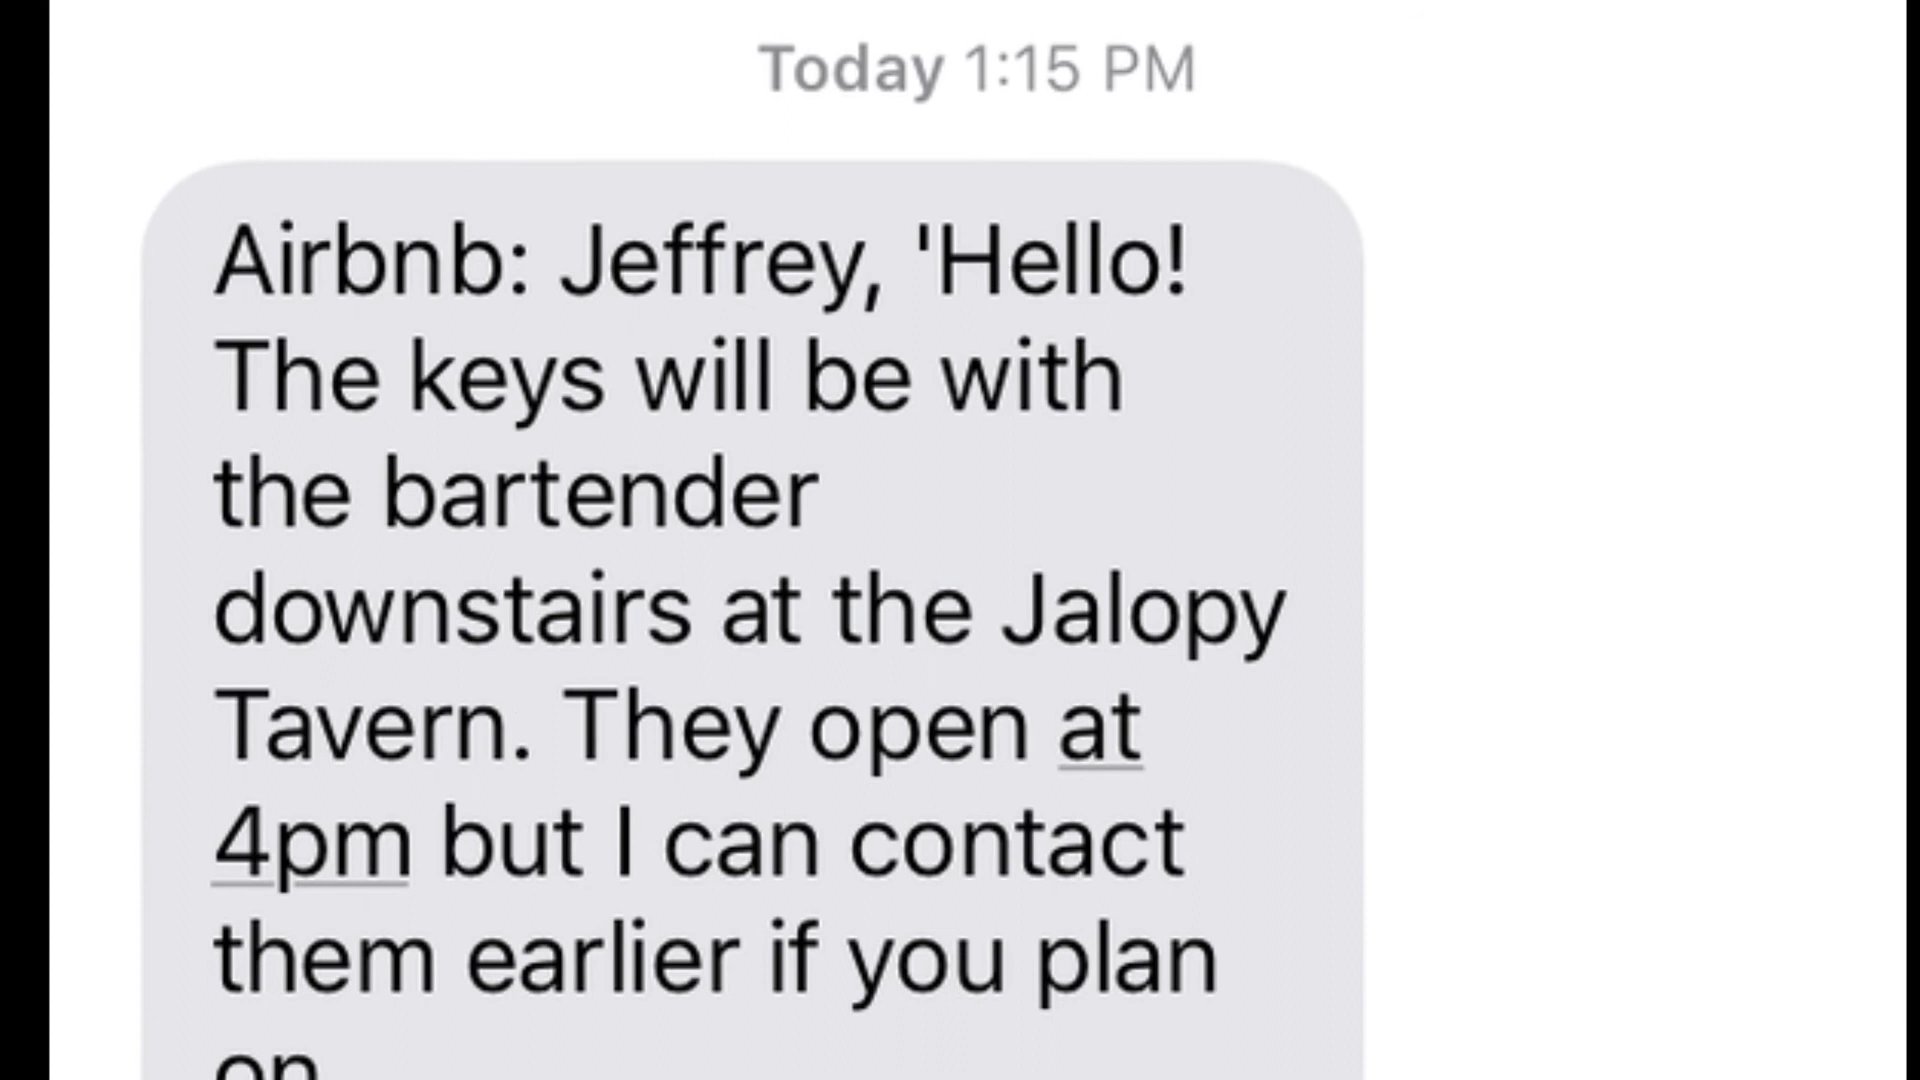 Today 1:15 PM
Airbnb: Jeffrey, 'Hello!
The keys will be with
the bartender
downstairs at the Jalopy
Tavern. They open at
4pm but I can contact
them earlier if you plan
on